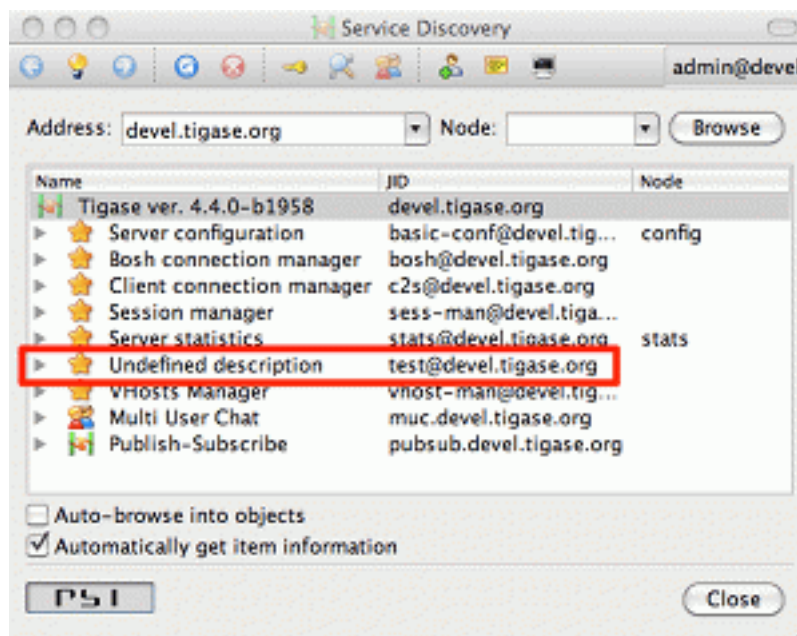 Service Discovery
admin@deve
Address: devel.tigase.org Node: Browse
Name JID Node
Tigase ver. 4.4.0-b1958 devel.tigase.org
Server configuration basic-conf@devel.tig... config
Bosh connection manager bosh@devel.tigase.org
Client connection manager c2s@devel.tigase.org
Session manager sess-man@devel.tiga...
Server statistics stats@devel.tigase.org stats
Undefined description test@devel.tigase.org
VHosts Manager vhost-man@devel.tig...
Multi User Chat muc.devel.tigase.org
Publish-Subscribe pubsub.devel.tigase.org
Auto-browse into objects
Automatically get item information
PSI Close